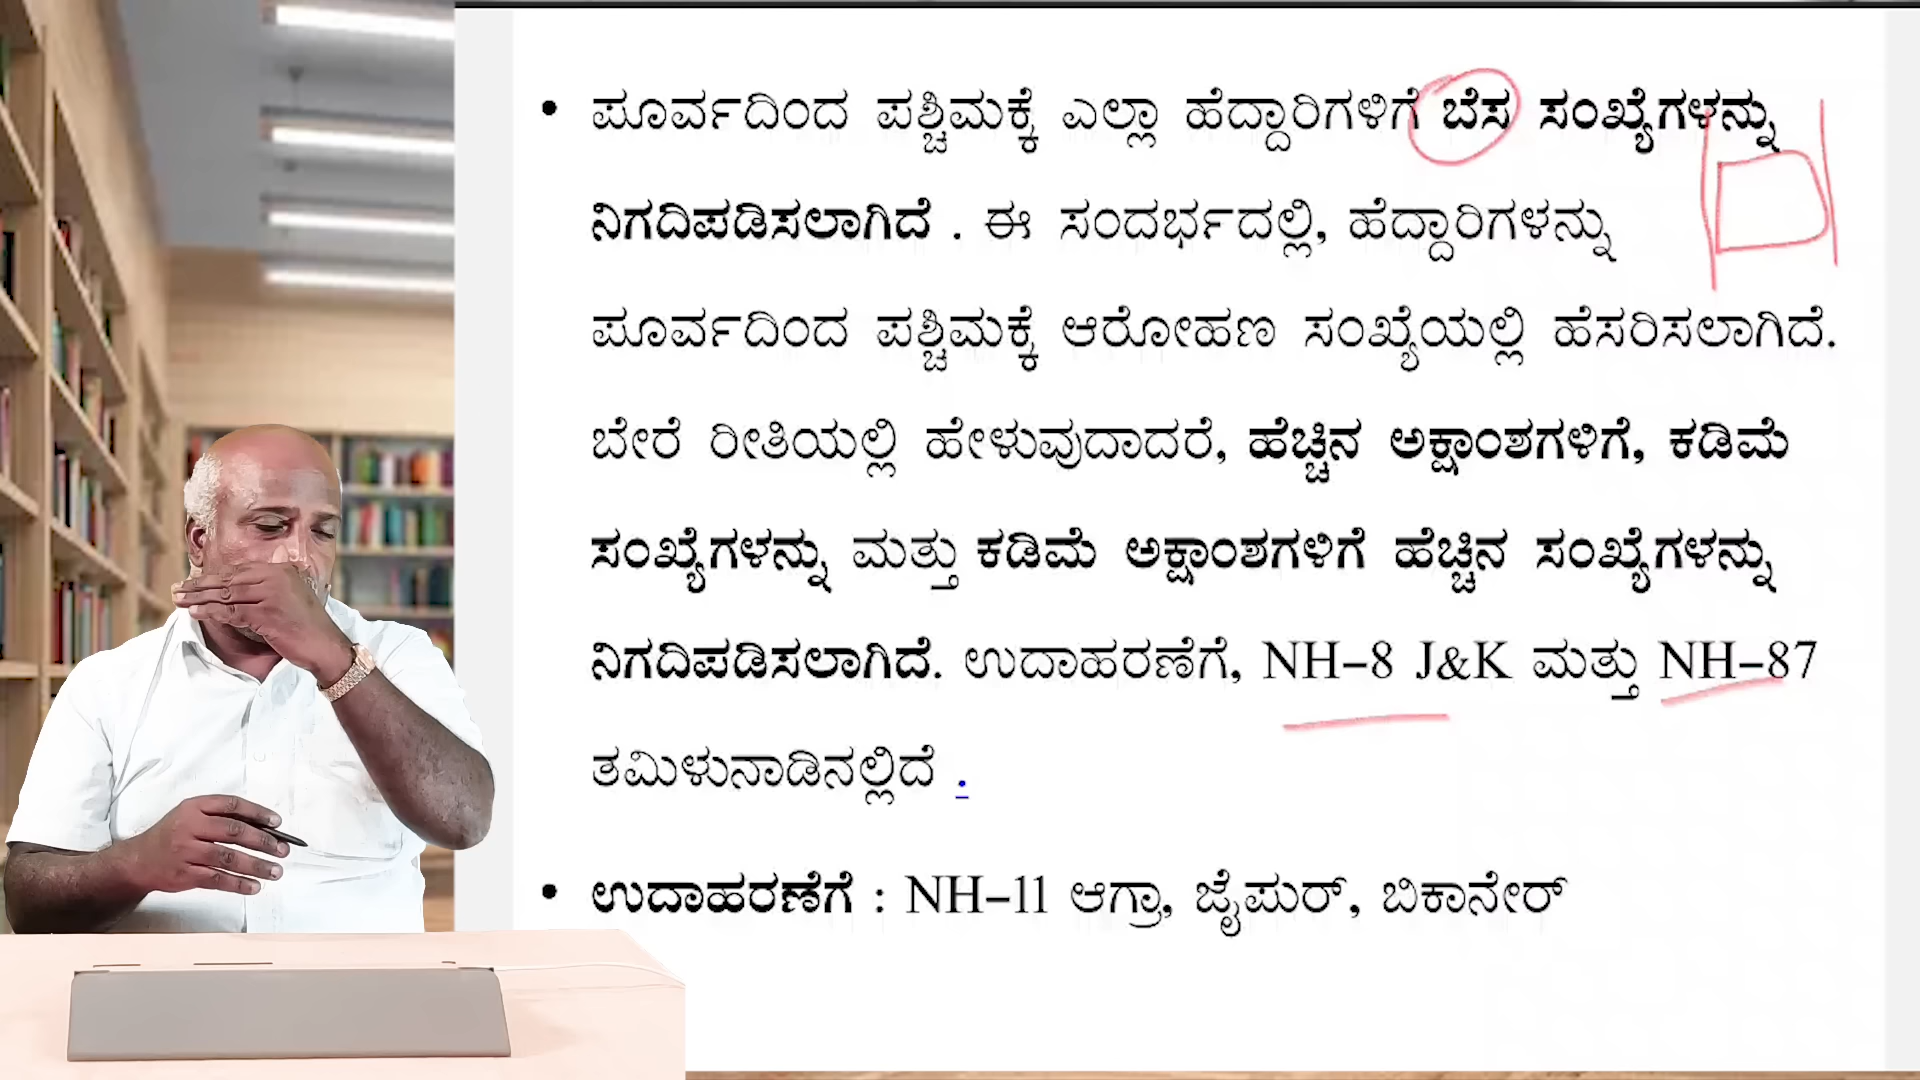 • ಪೂರ್ವದಿಂದ ಪಶ್ಚಿಮಕ್ಕೆ ಎಲ್ಲಾ ಹೆದ್ದಾರಿಗಳಿಗೆ ಬೆಸ ಸಂಖ್ಯೆಗಳನ್ನು
ನಿಗದಿಪಡಿಸಲಾಗಿದೆ . ಈ ಸಂದರ್ಭದಲ್ಲಿ, ಹೆದ್ದಾರಿಗಳನ್ನು
ಪೂರ್ವದಿಂದ ಪಶ್ಚಿಮಕ್ಕೆ ಆರೋಹಣ ಸಂಖ್ಯೆಯಲ್ಲಿ ಹೆಸರಿಸಲಾಗಿದೆ.
ಬೇರೆ ರೀತಿಯಲ್ಲಿ ಹೇಳುವುದಾದರೆ, ಹೆಚ್ಚಿನ ಅಕ್ಷಾಂಶಗಳಿಗೆ, ಕಡಿಮೆ
ಸಂಖ್ಯೆಗಳನ್ನು ಮತ್ತು ಕಡಿಮೆ ಅಕ್ಷಾಂಶಗಳಿಗೆ ಹೆಚ್ಚಿನ ಸಂಖ್ಯೆಗಳನ್ನು
ನಿಗದಿಪಡಿಸಲಾಗಿದೆ. ಉದಾಹರಣೆಗೆ, NH-8 J&K ಮತ್ತು NH-87
ತಮಿಳುನಾಡಿನಲ್ಲಿದೆ .
• ಉದಾಹರಣೆಗೆ : NH-11 ಆಗ್ರಾ, ಜೈಪುರ್, ಬಿಕಾನೇರ್